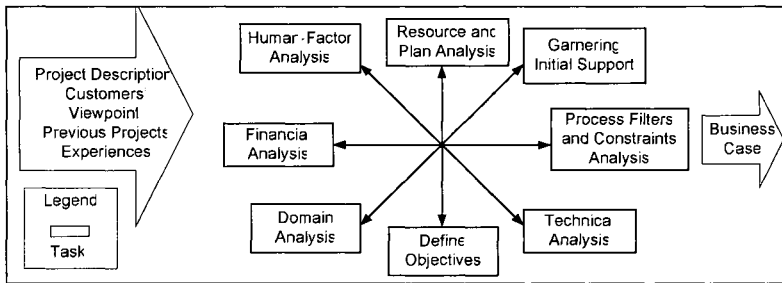 Project Description
Customers'
Viewpoint
Previous Projects
Experiences
Legend
Task
Human-Factor
Analysis
Resource and
Plan Analysis
Garnering
Initial Support
Financial
Analysis
Process Filters
and Constraints
Analysis
Domain
Analysis
Define
Objectives
Technical
Analysis
Business
Case